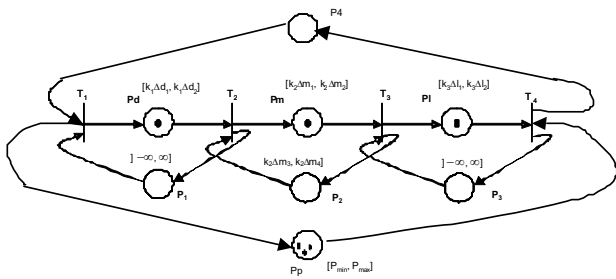 P4
[k₁Δd₁, k₁Δd₂] [k₂Δm₁, k₂Δm₂] [k₃Δl₁, k₃Δl₂]
T₁ Pd T₂ Pm T₃ Pl T₄
] −∞, ∞] k₂Δm₃, k₂Δm₄] ] −∞, ∞]
P₁ P₂ P₃
Pp [Pmin, Pmax]